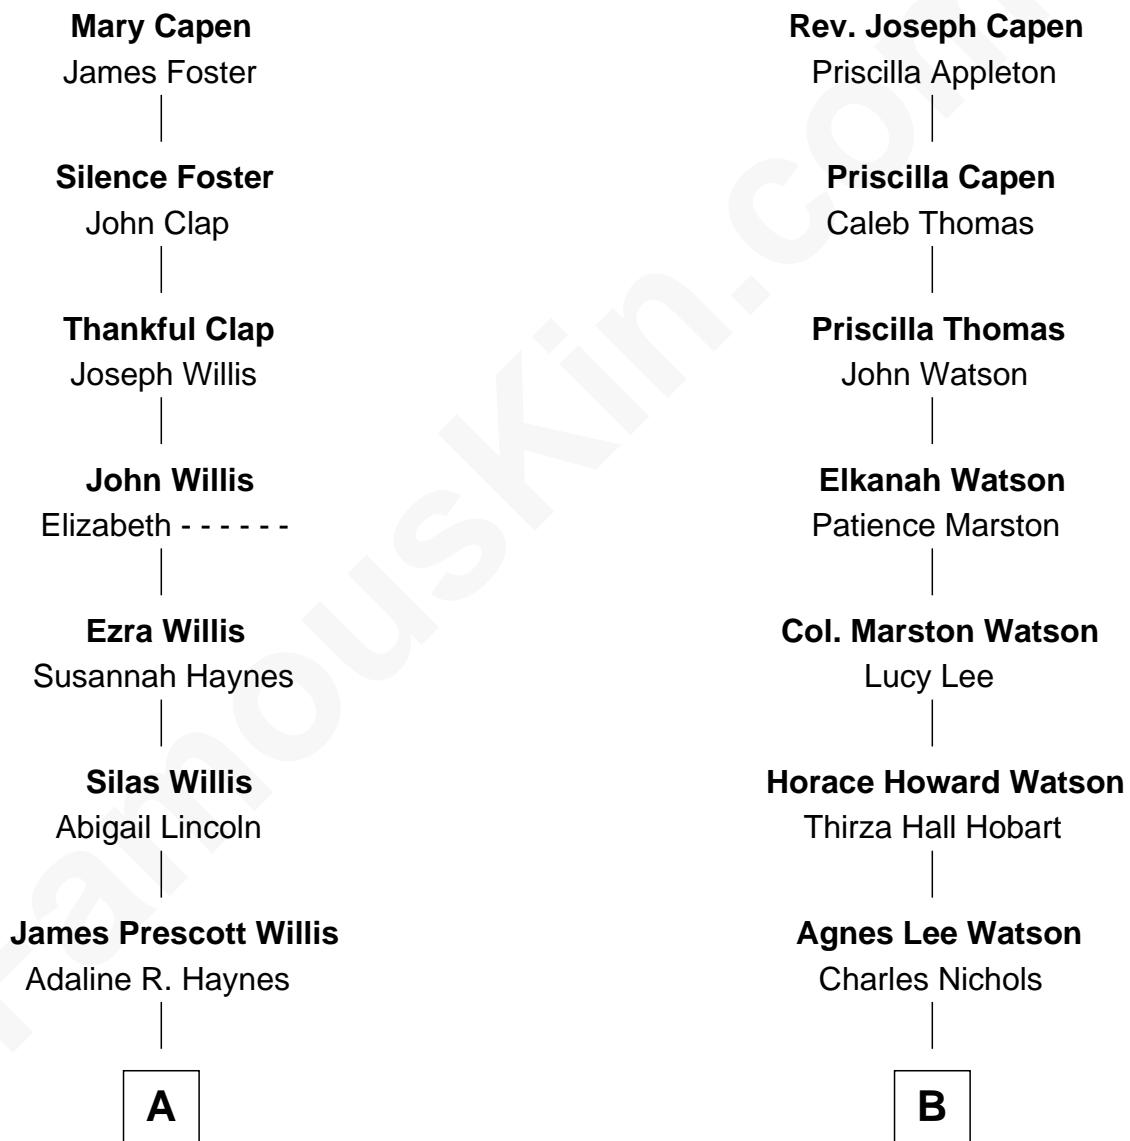 Mary Capen
James Foster
Silence Foster
John Clap
Thankful Clap
Joseph Willis
John Willis
Elizabeth - - - - - -
Ezra Willis
Susannah Haynes
Silas Willis
Abigail Lincoln
James Prescott Willis
Adaline R. Haynes
A
Rev. Joseph Capen
Priscilla Appleton
Priscilla Capen
Caleb Thomas
Priscilla Thomas
John Watson
Elkanah Watson
Patience Marston
Col. Marston Watson
Lucy Lee
Horace Howard Watson
Thirza Hall Hobart
Agnes Lee Watson
Charles Nichols
B
FamousKin.com